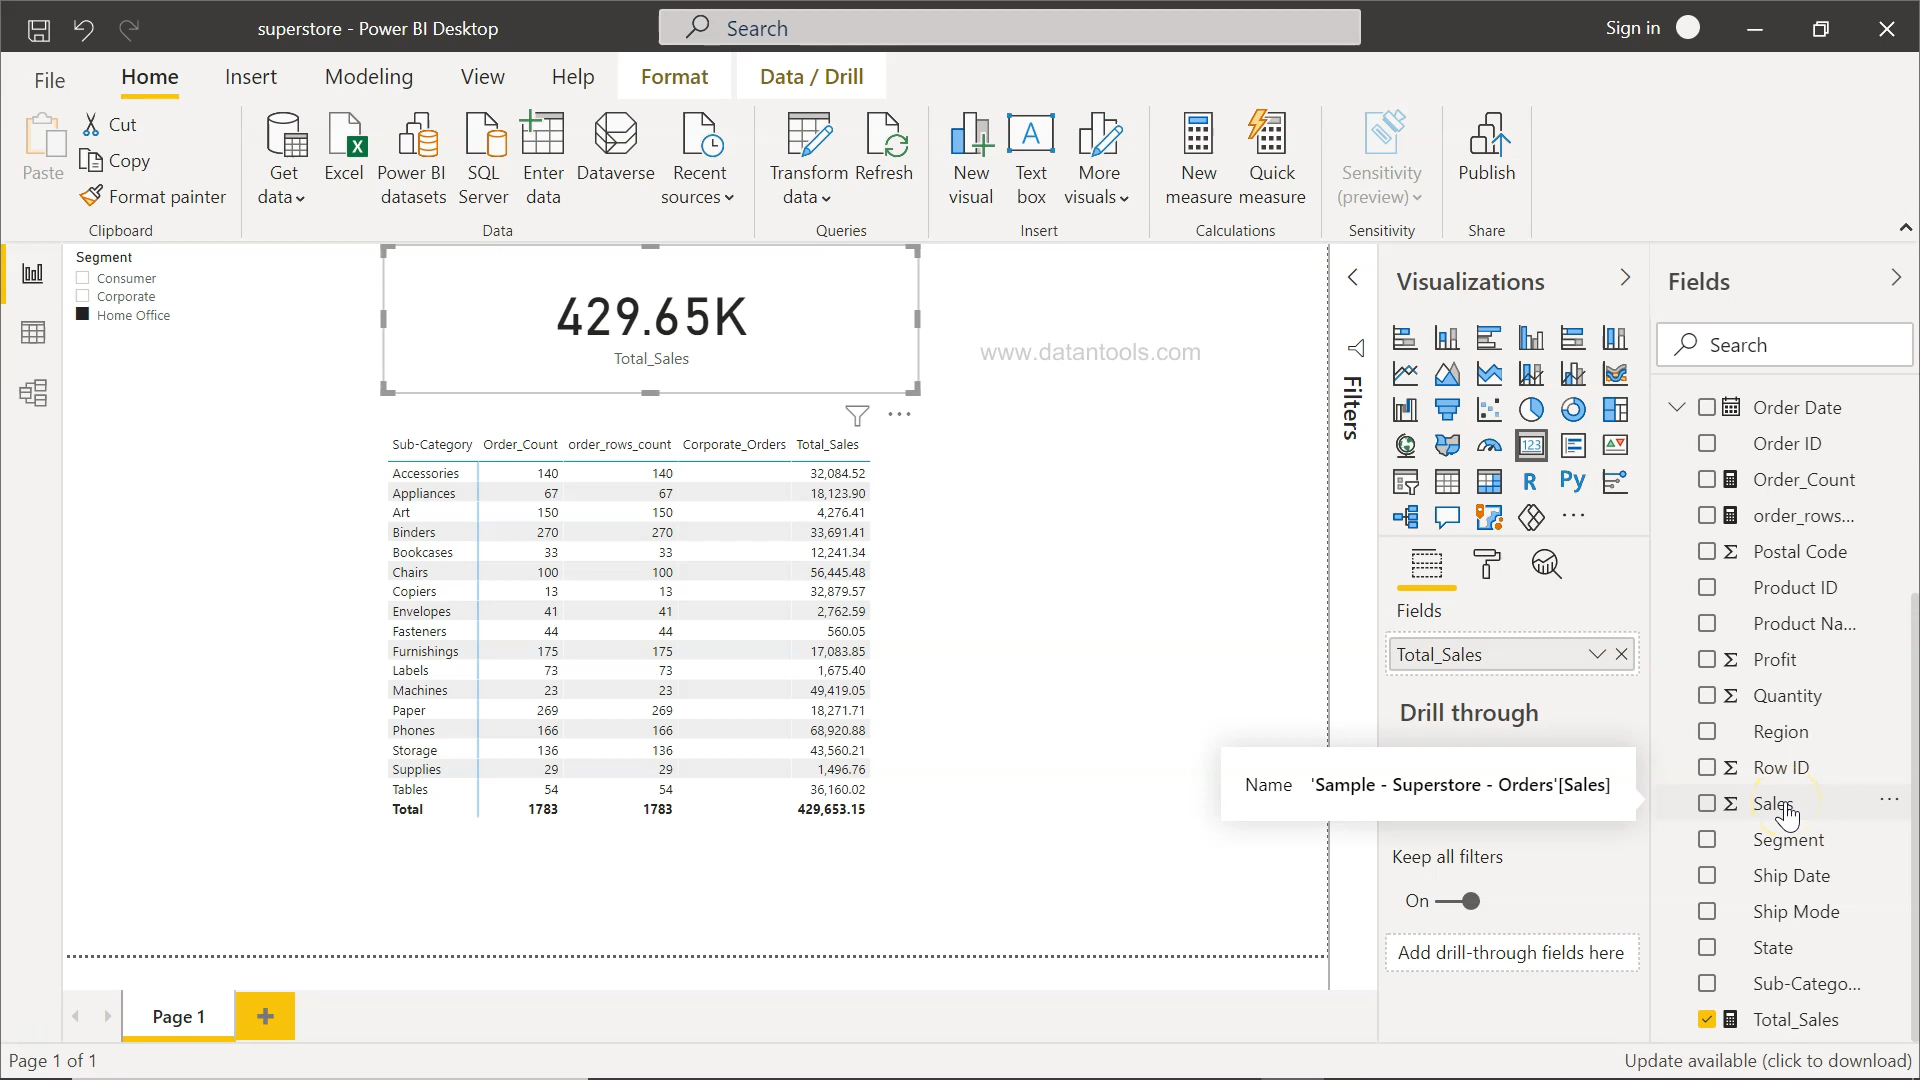 superstore - Power BI Desktop
Search
Sign in
File
Home
Insert
Modeling
View
Help
Format
Data / Drill
Paste
Cut
Copy
Format painter
Clipboard
Get data
Excel
Power BI datasets
SQL Server
Enter data
Dataverse
Recent sources
Data
Transform data
Refresh
Queries
New visual
A
Text box
More visuals
Insert
New measure
Quick measure
Calculations
Sensitivity (preview)
Sensitivity
Publish
Share
Segment
Consumer
Corporate
Home Office
429.65K
Total_Sales
www.datantools.com
Sub-Category Order_Count order_rows_count Corporate_Orders Total_Sales
Accessories 140 140 32,084.52
Appliances 67 67 18,123.90
Art 150 150 4,276.41
Binders 270 270 33,691.41
Bookcases 33 33 12,241.34
Chairs 100 100 56,445.48
Copiers 13 13 32,879.57
Envelopes 41 41 2,762.59
Fasteners 44 44 560.05
Furnishings 175 175 17,083.85
Labels 73 73 1,675.40
Machines 23 23 49,419.05
Paper 269 269 18,271.71
Phones 166 166 68,920.88
Storage 136 136 43,560.21
Supplies 29 29 1,496.76
Tables 54 54 36,160.02
Total 1783 1783 429,653.15
Filters
Visualizations
123
R
Py
Fields
Total_Sales
Drill through
Name 'Sample - Superstore - Orders'[Sales]
Keep all filters
On
Add drill-through fields here
Fields
Search
Order Date
Order ID
Order_Count
order_rows...
Postal Code
Product ID
Product Na...
Profit
Quantity
Region
Row ID
Sales
Segment
Ship Date
Ship Mode
State
Sub-Catego...
Total_Sales
Page 1
Page 1 of 1
Update available (click to download)